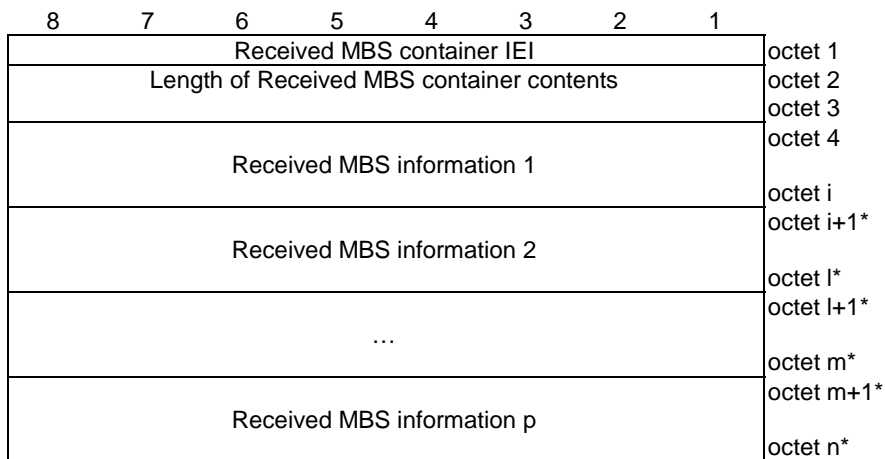 8 7 6 5 4 3 2 1
Received MBS container IEI octet 1
Length of Received MBS container contents octet 2
octet 3
octet 4
Received MBS information 1
octet i
octet i+1*
Received MBS information 2
octet l*
octet l+1*
…
octet m*
octet m+1*
Received MBS information p
octet n*